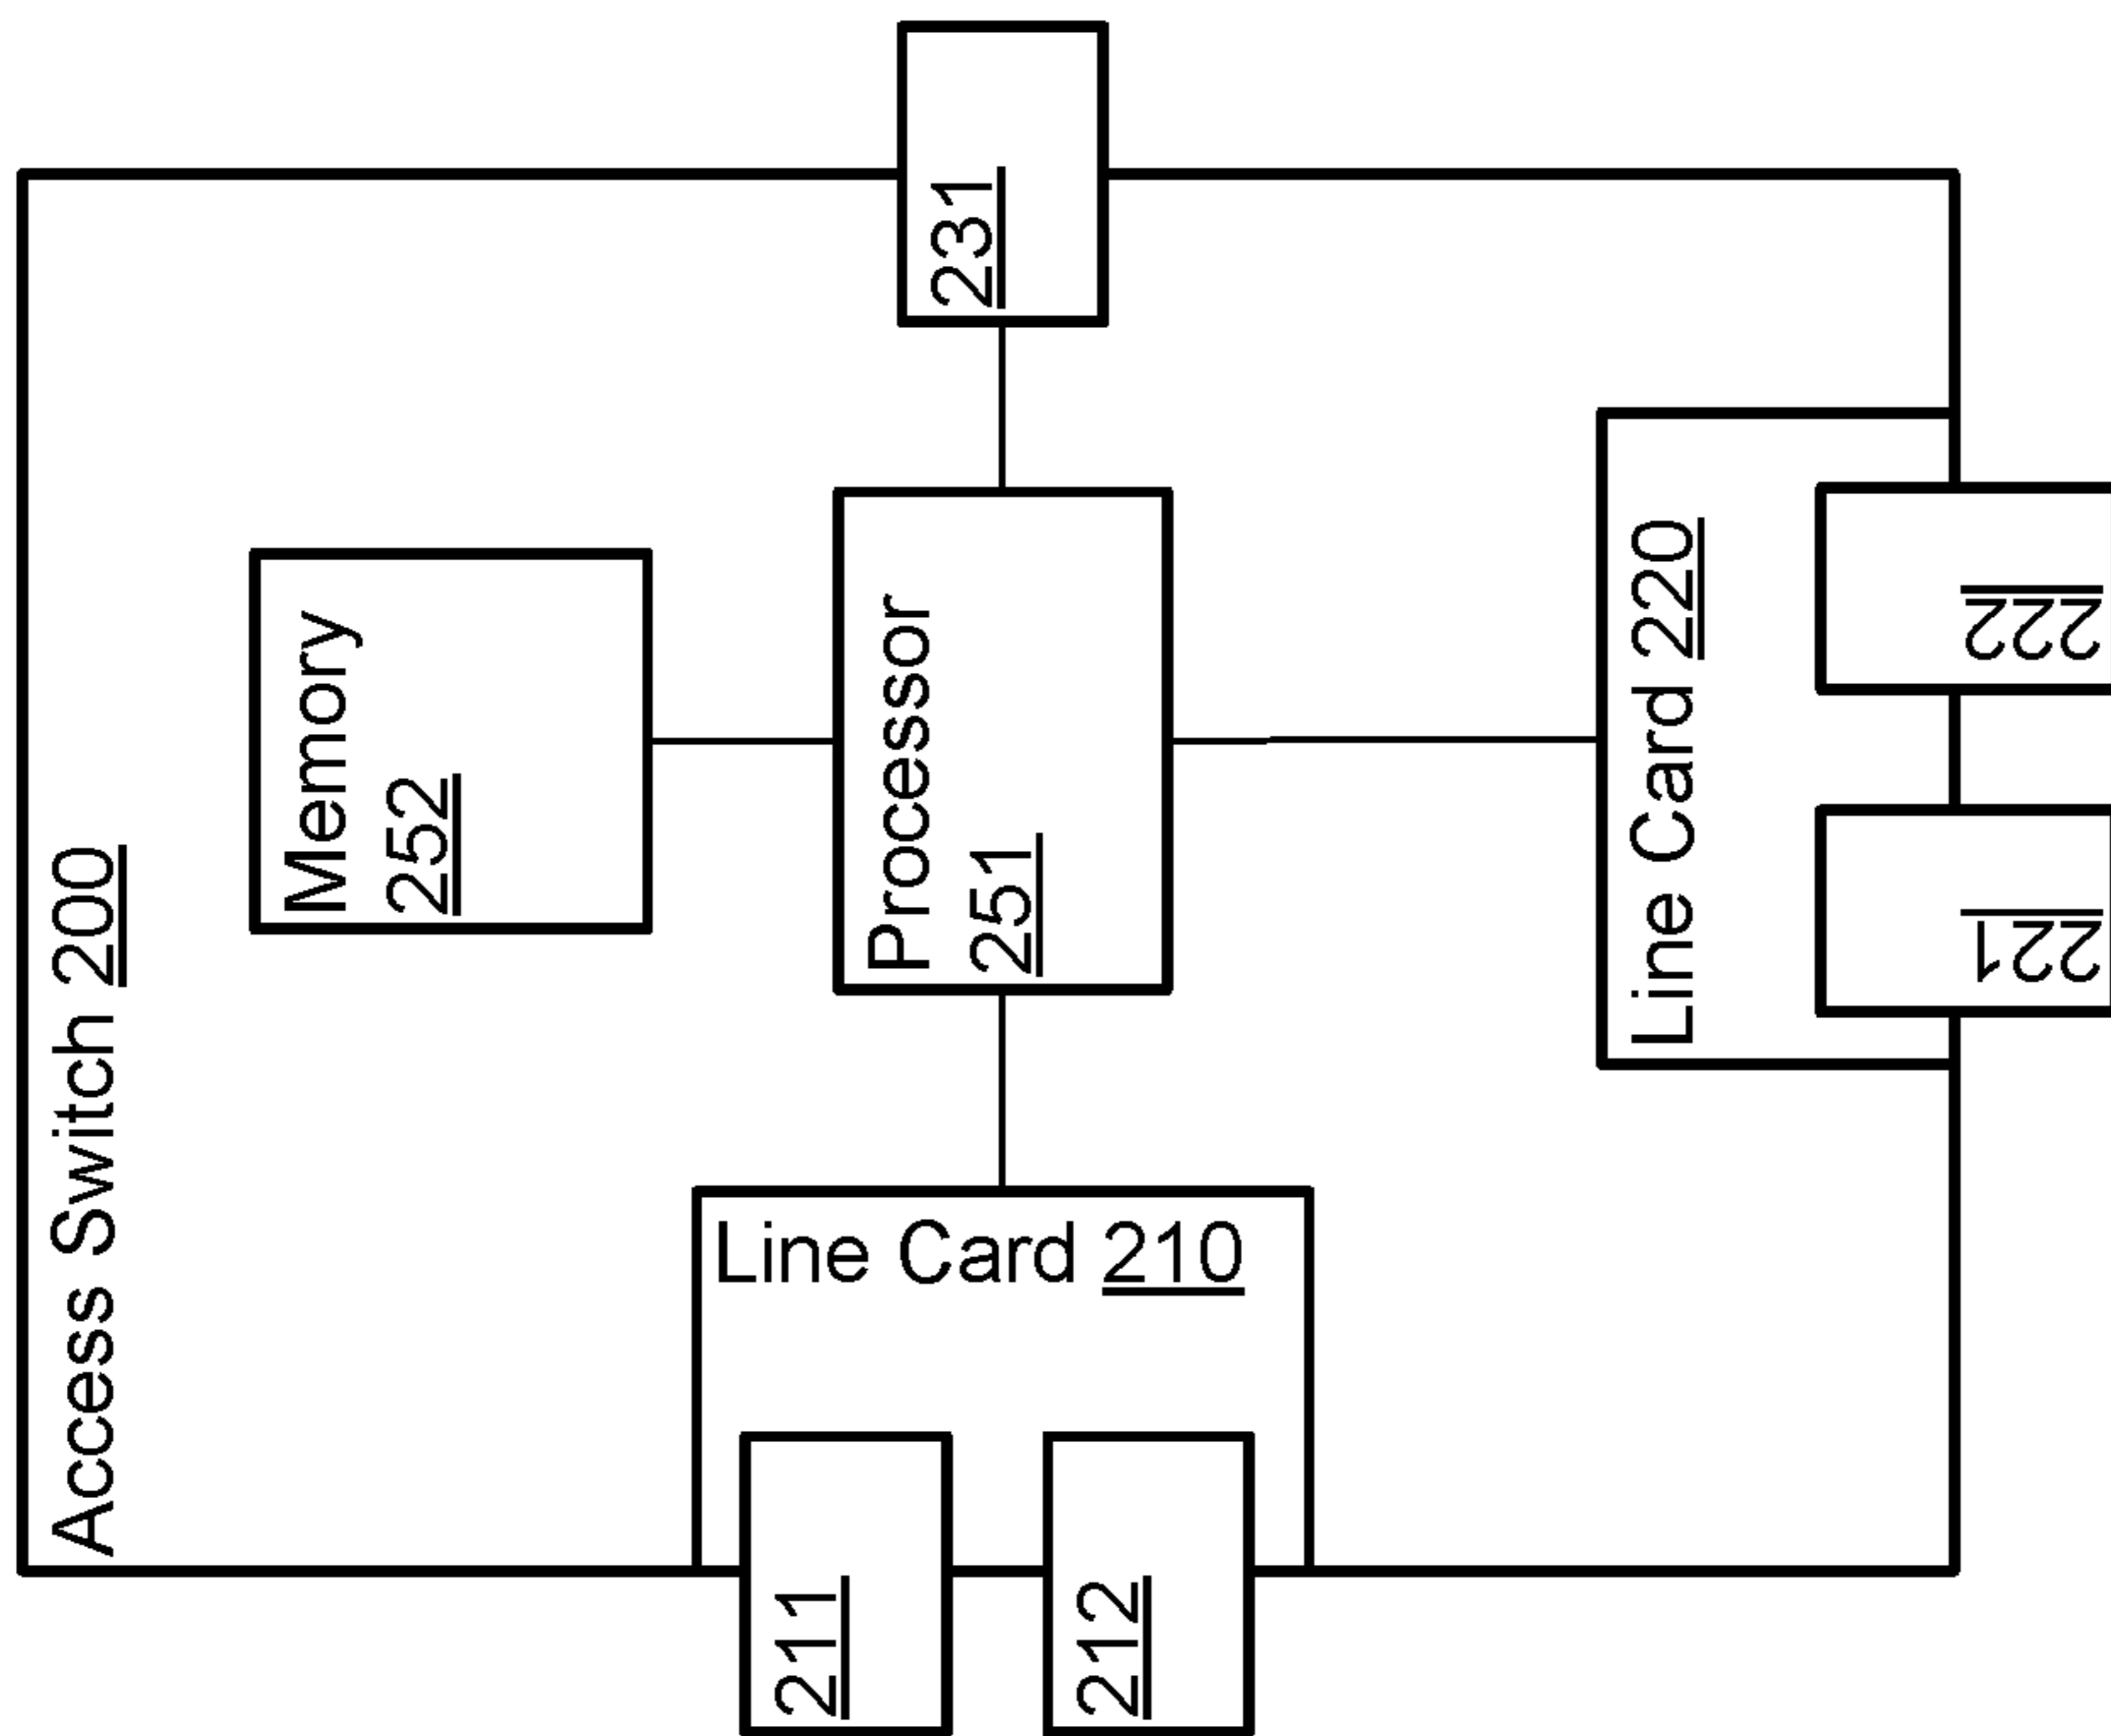 Access Switch 200
Memory
252
Processor
251
231
Line Card 210
211
212
Line Card 220
221
222